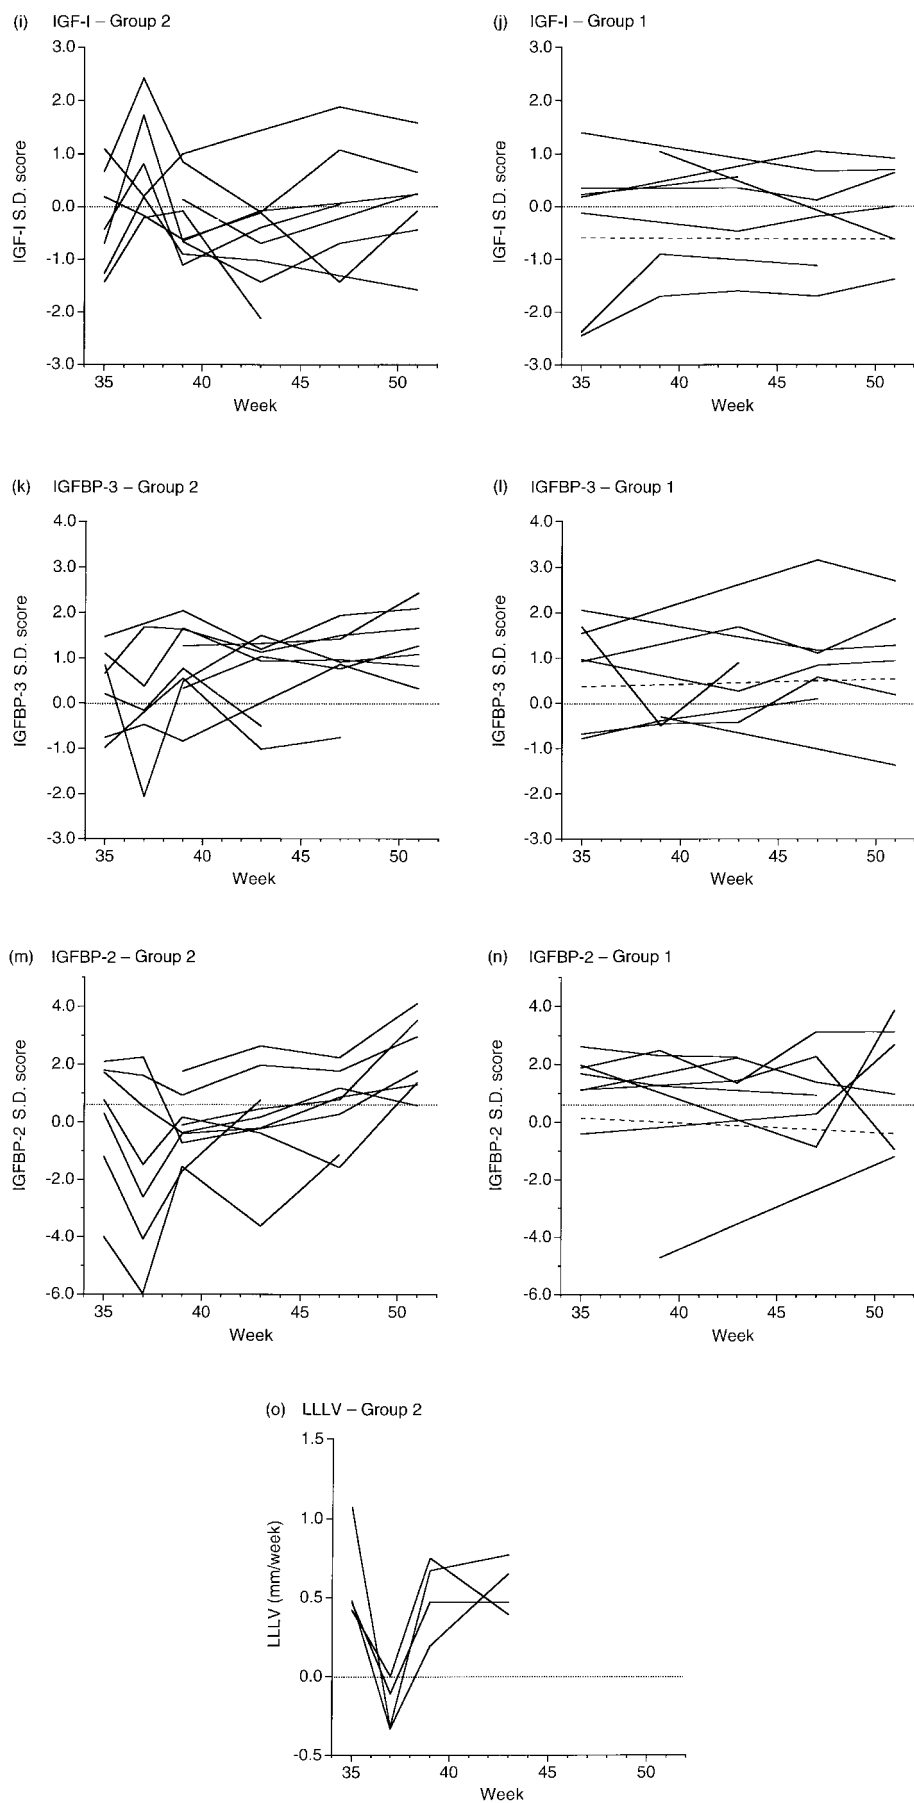 (i) IGF-I – Group 2
3.0
2.0
1.0
0.0
-1.0
-2.0
-3.0
IGF-I S.D. score
35 40 45 50
Week
(j) IGF-I – Group 1
3.0
2.0
1.0
0.0
-1.0
-2.0
-3.0
IGF-I S.D. score
35 40 45 50
Week
(k) IGFBP-3 – Group 2
4.0
3.0
2.0
1.0
0.0
-1.0
-2.0
-3.0
IGFBP-3 S.D. score
35 40 45 50
Week
(l) IGFBP-3 – Group 1
4.0
3.0
2.0
1.0
0.0
-1.0
-2.0
-3.0
IGFBP-3 S.D. score
35 40 45 50
Week
(m) IGFBP-2 – Group 2
4.0
2.0
0.0
-2.0
-4.0
-6.0
IGFBP-2 S.D. score
35 40 45 50
Week
(n) IGFBP-2 – Group 1
4.0
2.0
0.0
-2.0
-4.0
-6.0
IGFBP-2 S.D. score
35 40 45 50
Week
(o) LLLV – Group 2
1.5
1.0
0.5
0.0
-0.5
LLLV (mm/week)
35 40 45 50
Week